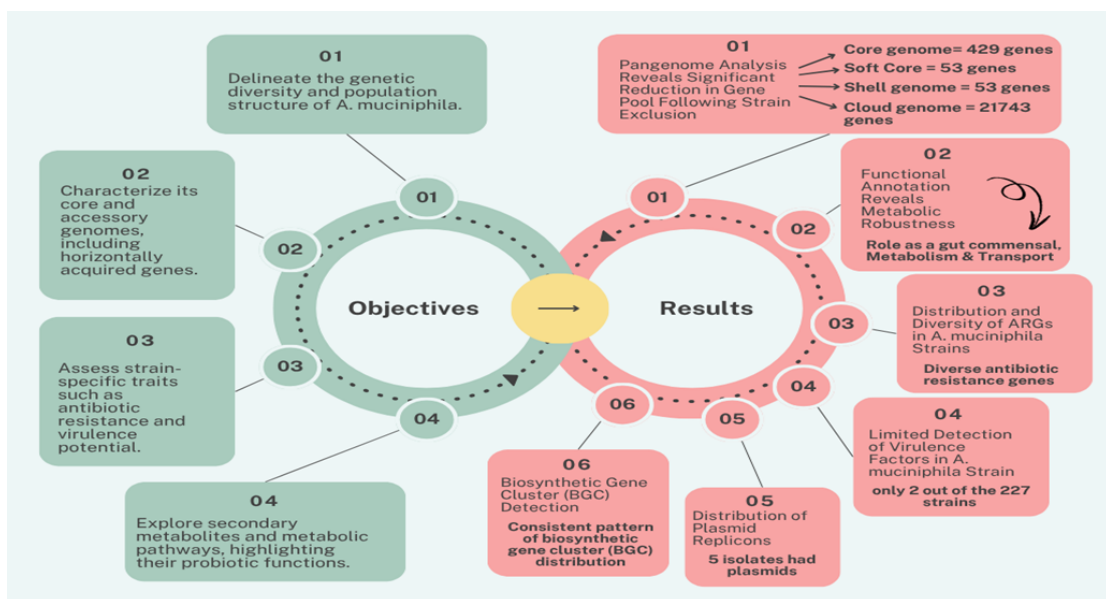 01
Delineate the genetic
diversity and population
structure of A. muciniphila.
02
Characterize its
core and
accessory
genomes,
including
horizontally
acquired genes.
03
Assess strain-
specific traits
such as
antibiotic
resistance and
virulence
potential.
04
Explore secondary
metabolites and metabolic
pathways, highlighting
their probiotic functions.
Objectives
01
02
03
04
Results
01
02
03
04
05
06
01
Pangenome Analysis
Reveals Significant
Reduction in Gene
Pool Following Strain
Exclusion
Core genome= 429 genes
Soft Core = 53 genes
Shell genome= 53 genes
Cloud genome= 21743
genes
02
Functional
Annotation
Reveals
Metabolic
Robustness
Role as a gut commensal,
Metabolism & Transport
03
Distribution and
Diversity of ARGs
in A. muciniphila
Strains
Diverse antibiotic
resistance genes
04
Limited Detection
of Virulence
Factors in A.
muciniphila Strain
only 2 out of the 227
strains
05
Distribution of
Plasmid
Replicons
5 isolates had
plasmids
06
Biosynthetic Gene
Cluster (BGC)
Detection
Consistent pattern
of biosynthetic
gene cluster (BGC)
distribution